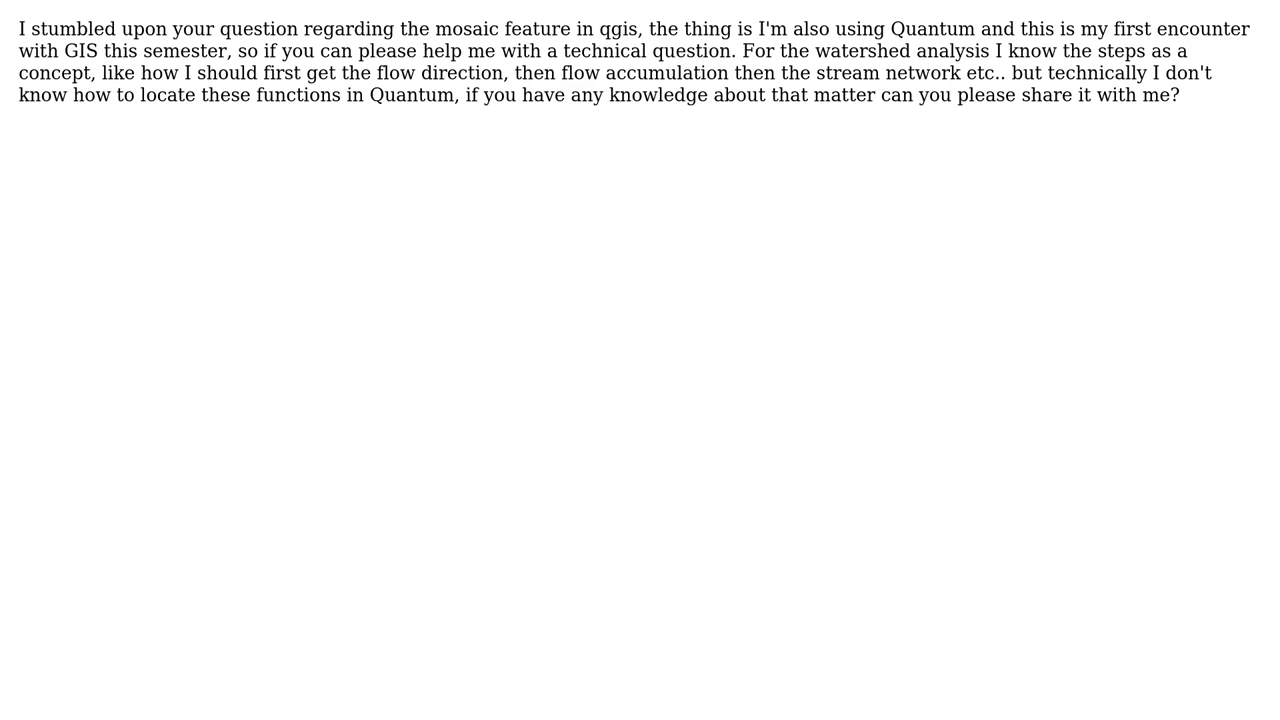 I stumbled upon your question regarding the mosaic feature in qgis, the thing is I'm also using Quantum and this is my first encounter
with GIS this semester, so if you can please help me with a technical question. For the watershed analysis I know the steps as a
concept, like how I should first get the flow direction, then flow accumulation then the stream network etc.. but technically I don't
know how to locate these functions in Quantum, if you have any knowledge about that matter can you please share it with me?